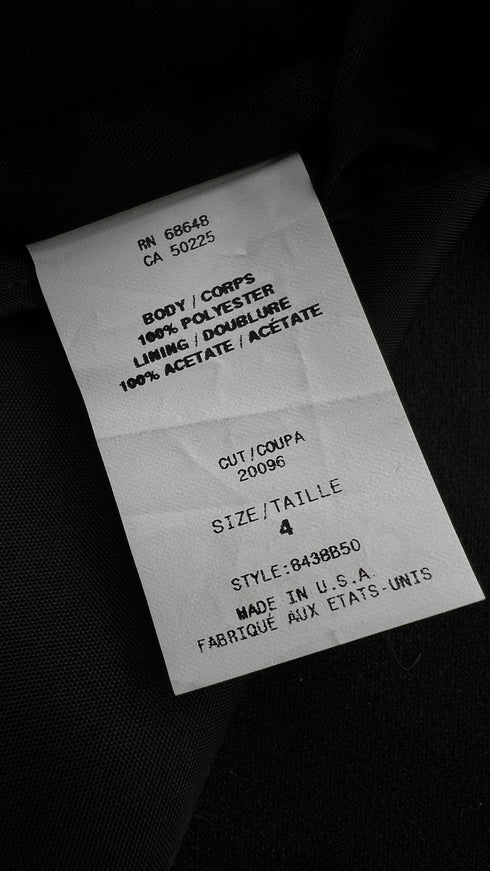 RN 68648
CA 50225
BODY / CORPS
100% POLYESTER
LINING / DOUBLURE
100% ACETATE / ACÉTATE
CUT/COUPA
20096
SIZE/TAILLE
4
STYLE:8438B50
MADE IN U.S.A.
FABRIQUÉ AUX ETATS-UNIS